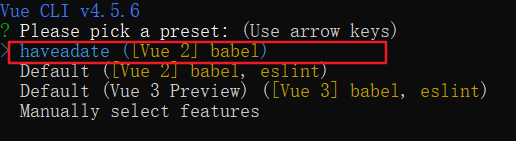 Vue CLI v4.5.6
? Please pick a preset: (Use arrow keys)
> haveadate ([Vue 2] babel)
Default ([Vue 2] babel, eslint)
Default (Vue 3 Preview) ([Vue 3] babel, eslint)
Manually select features